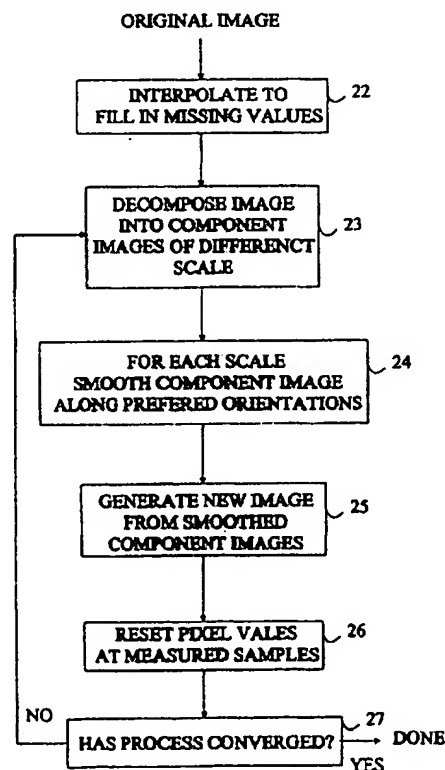 ORIGINAL IMAGE
INTERPOLATE TO
FILL IN MISSING VALUES
22
DECOMPOSE IMAGE
INTO COMPONENT
IMAGES OF DIFFERENCT
SCALE
23
FOR EACH SCALE
SMOOTH COMPONENT IMAGE
ALONG PREFERED ORIENTATIONS
24
GENERATE NEW IMAGE
FROM SMOOTHED
COMPONENT IMAGES
25
RESET PIXEL VALES
AT MEASURED SAMPLES
26
NO
HAS PROCESS CONVERGED?
27
DONE
YES